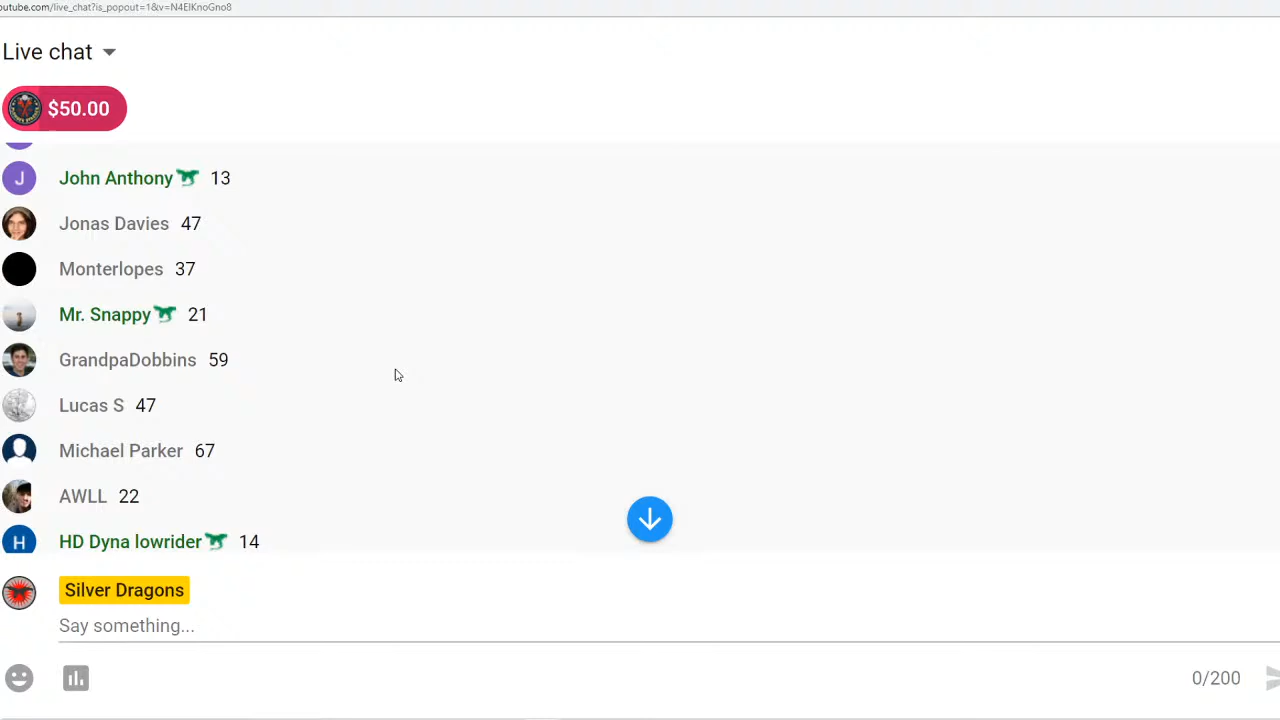 outube.com/live_chat?is_popout=1&v=N4ElKnoGno8
Live chat
$50.00
John Anthony 13
Jonas Davies 47
Monterlopes 37
Mr. Snappy 21
GrandpaDobbins 59
Lucas S 47
Michael Parker 67
AWLL 22
HD Dyna lowrider 14
Silver Dragons
Say something...
0/200